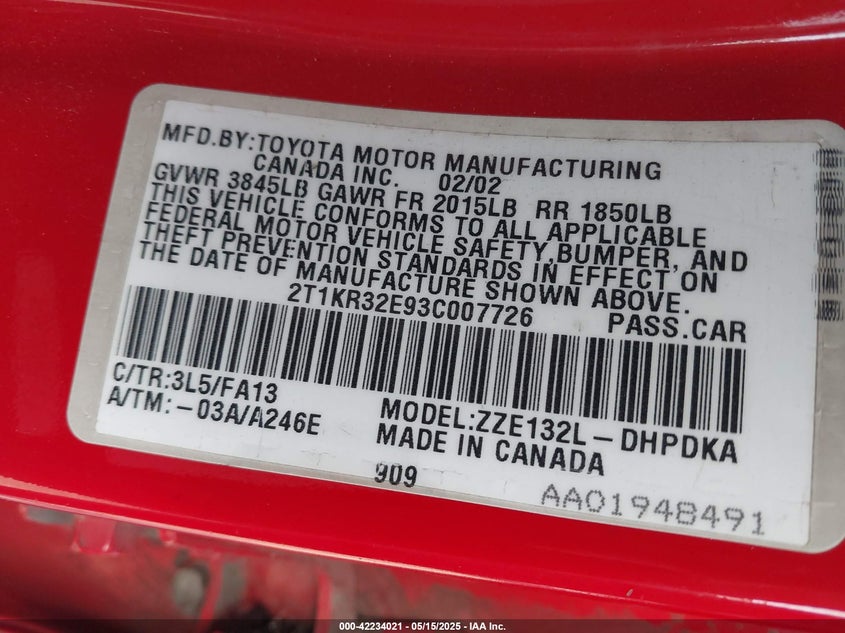 MFD.BY:TOYOTA MOTOR MANUFACTURING
CANADA INC. 02/02
GVWR 3845LB GAWR FR 2015LB RR 1850LB
THIS VEHICLE CONFORMS TO ALL APPLICABLE
FEDERAL MOTOR VEHICLE SAFETY,BUMPER, AND
THEFT PREVENTION STANDARDS IN EFFECT ON
THE DATE OF MANUFACTURE SHOWN ABOVE.
2T1KR32E93C007726 PASS.CAR
C/TR:3L5/FA13
A/TM:-03A/A246E
MODEL:ZZE132L-DHPDKA
MADE IN CANADA
909
AA01948491
000-42234021 - 05/15/2025 - IAA Inc.